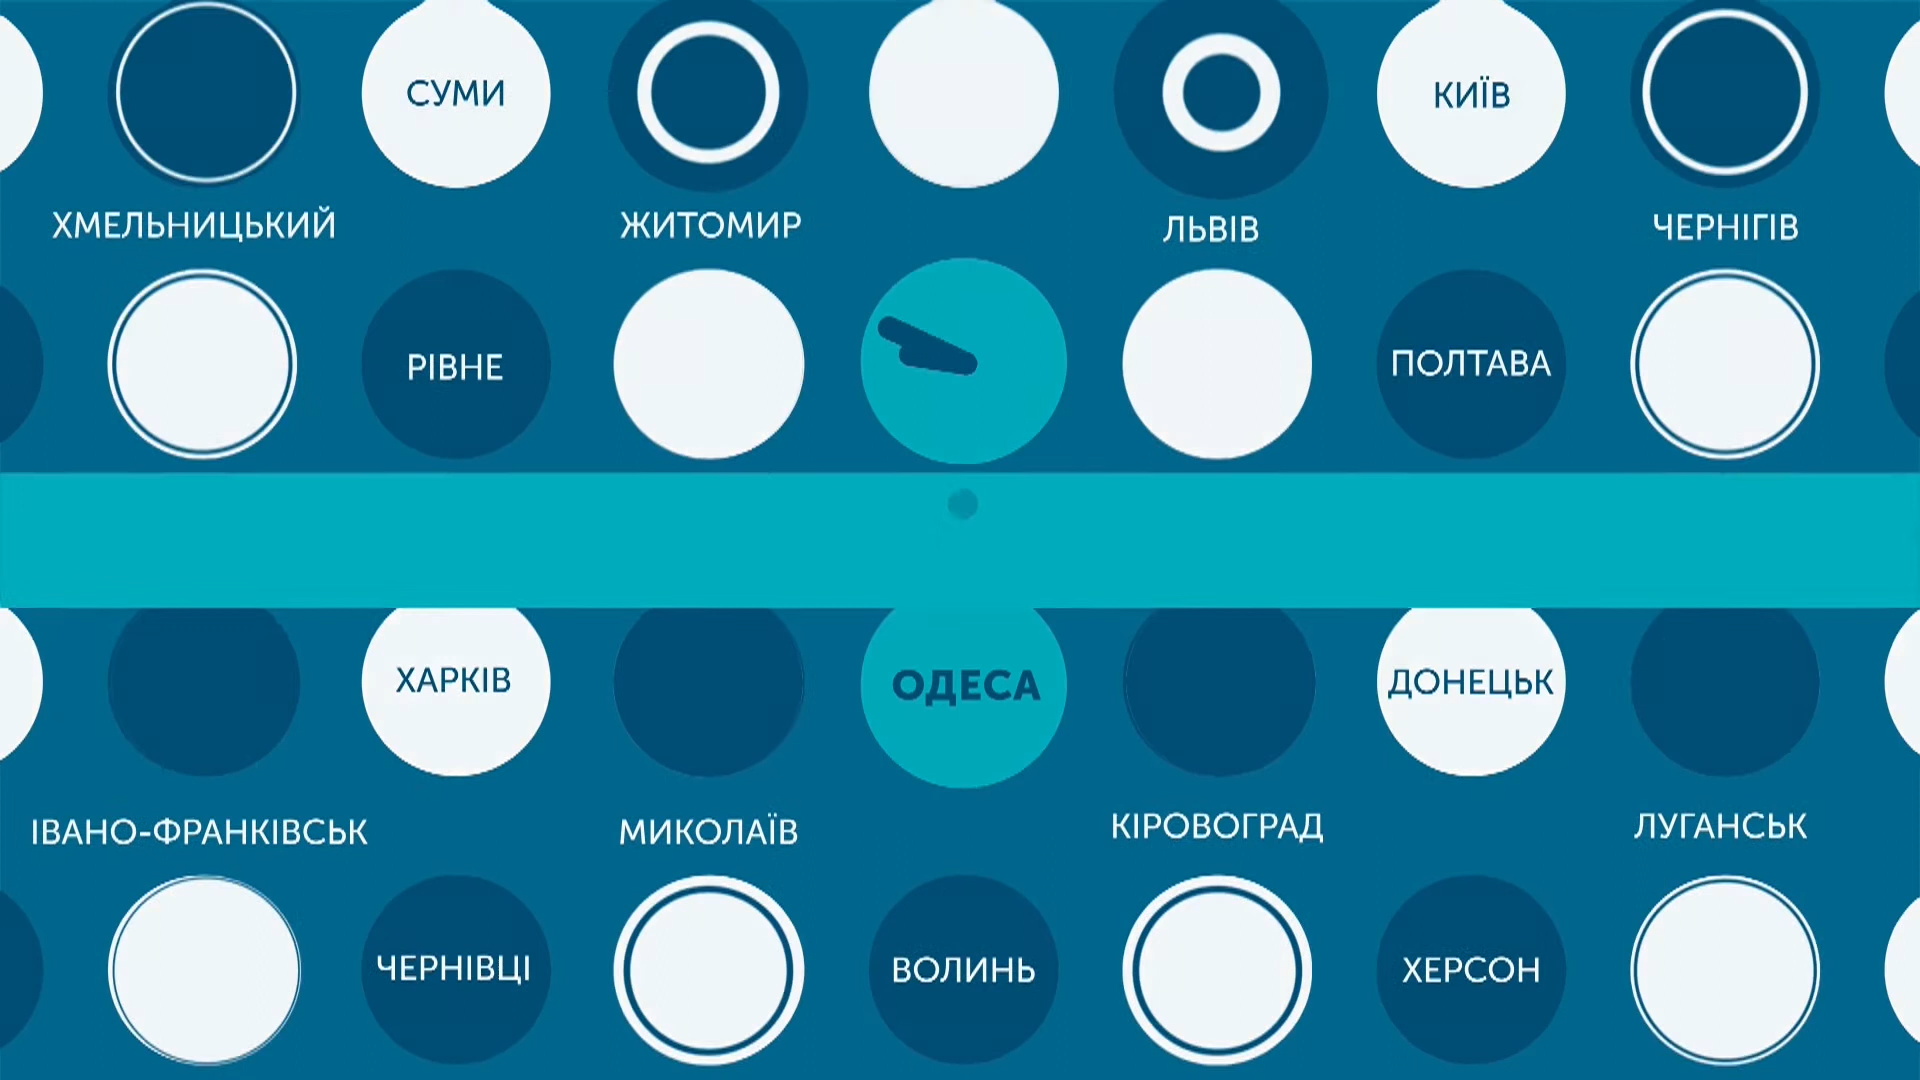 СУМИ
КИЇВ
ХМЕЛЬНИЦЬКИЙ
ЖИТОМИР
ЛЬВІВ
ЧЕРНІГІВ
РІВНЕ
ПОЛТАВА
ХАРКІВ
ОДЕСА
ДОНЕЦЬК
ІВАНО-ФРАНКІВСЬК
МИКОЛАЇВ
КІРОВОГРАД
ЛУГАНСЬК
ЧЕРНІВЦІ
ВОЛИНЬ
ХЕРСОН